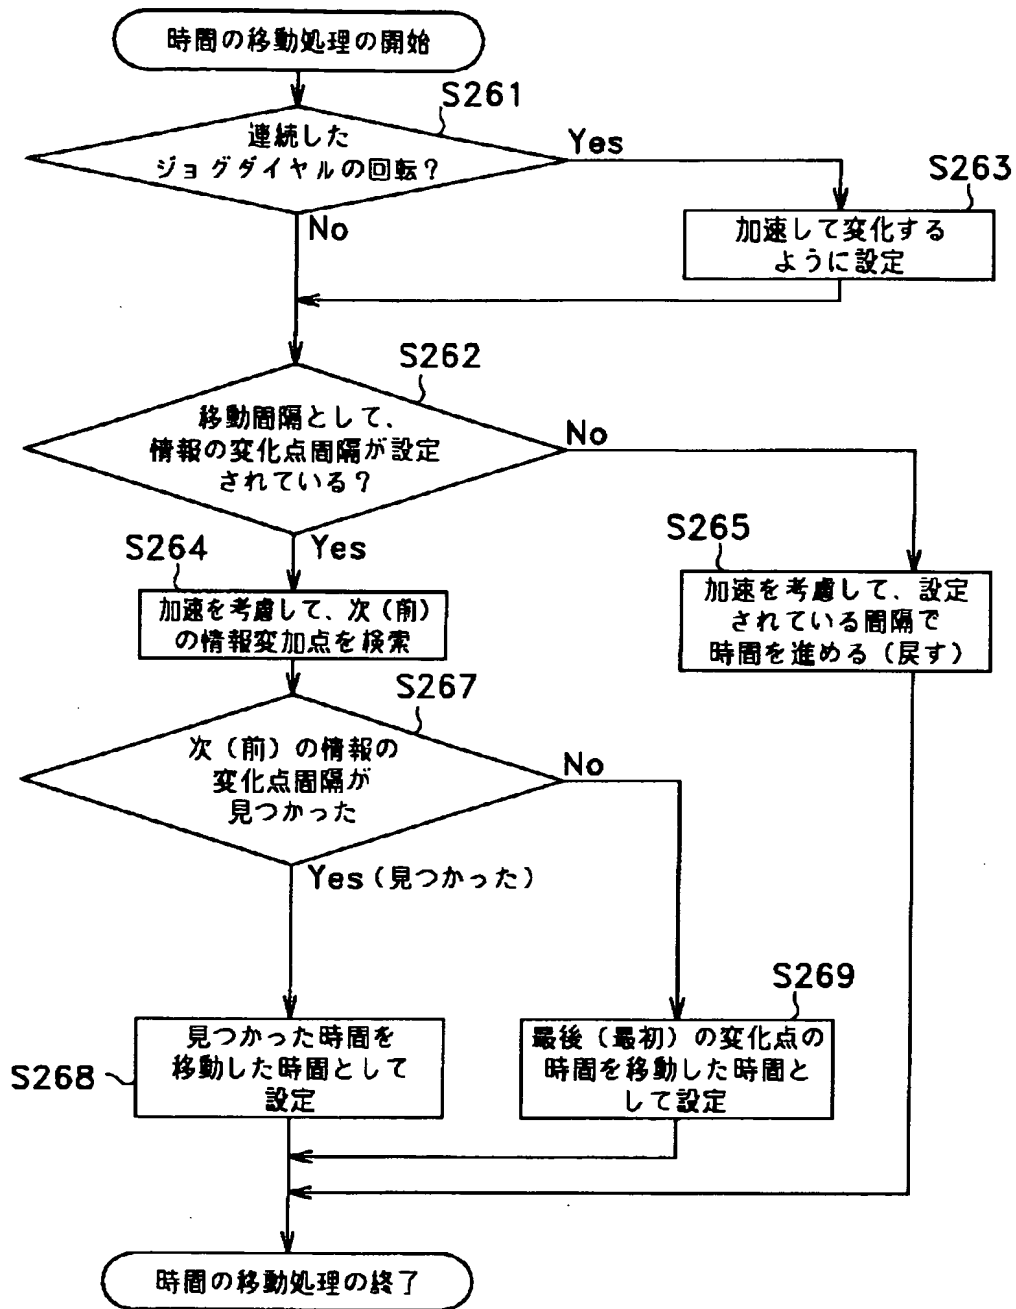 時間の移動処理の開始
S261
連続した
ジョグダイヤルの回転?
Yes
No
S263
加速して変化する
ように設定
S262
移動間隔として、
情報の変化点間隔が設定
されている?
No
Yes
S264
加速を考慮して、次(前)
の情報変加点を検索
S265
加速を考慮して、設定
されている間隔で
時間を進める(戻す)
S267
次(前)の情報の
変化点間隔が
見つかった
No
Yes(見つかった)
S268
見つかった時間を
移動した時間として
設定
S269
最後(最初)の変化点の
時間を移動した時間と
して設定
時間の移動処理の終了